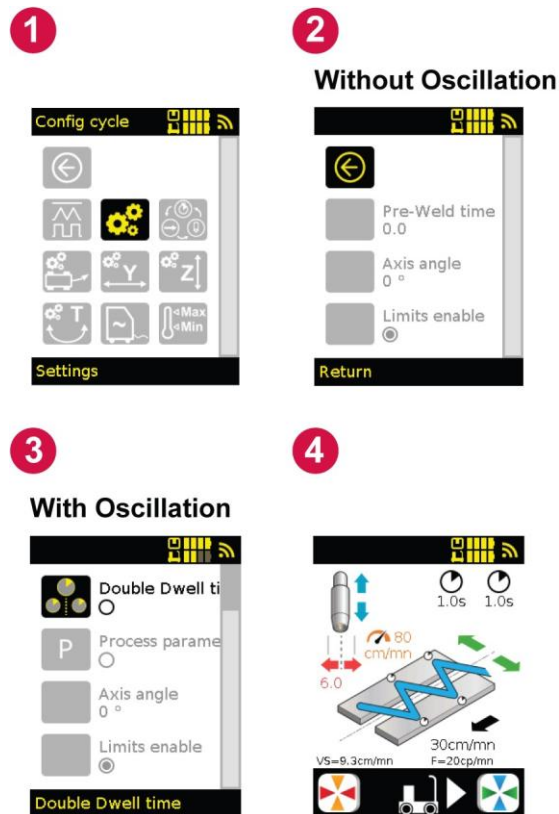 1
2
Without Oscillation
Config cycle
Pre-Weld time
0.0
Axis angle
0 °
Y
Z
T
~
Max
Min
Limits enable
Settings
Return
3
4
With Oscillation
Double Dwell ti
P
Process parame
Axis angle
0 °
Limits enable
Double Dwell time
1.0s 1.0s
80
cm/mn
6.0
30cm/mn
VS=9.3cm/mn F=20cp/mn